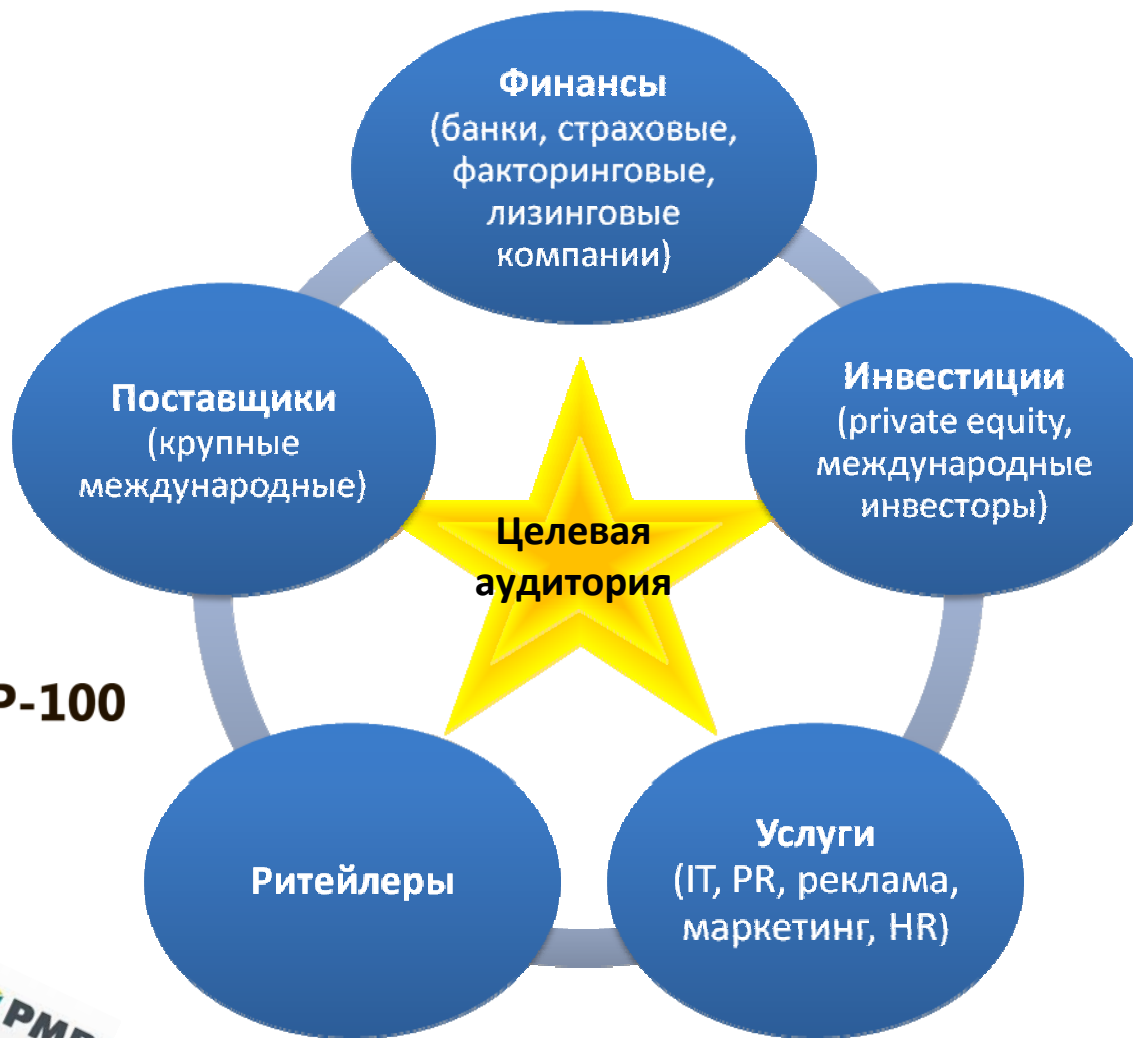 Финансы
(банки, страховые,
факторинговые,
лизинговые
компании)
Поставщики
(крупные
международные)
Инвестиции
(private equity,
международные
инвесторы)
Целевая
аудитория
P-100
Ритейлеры
Услуги
(IT, PR, реклама,
маркетинг, HR)